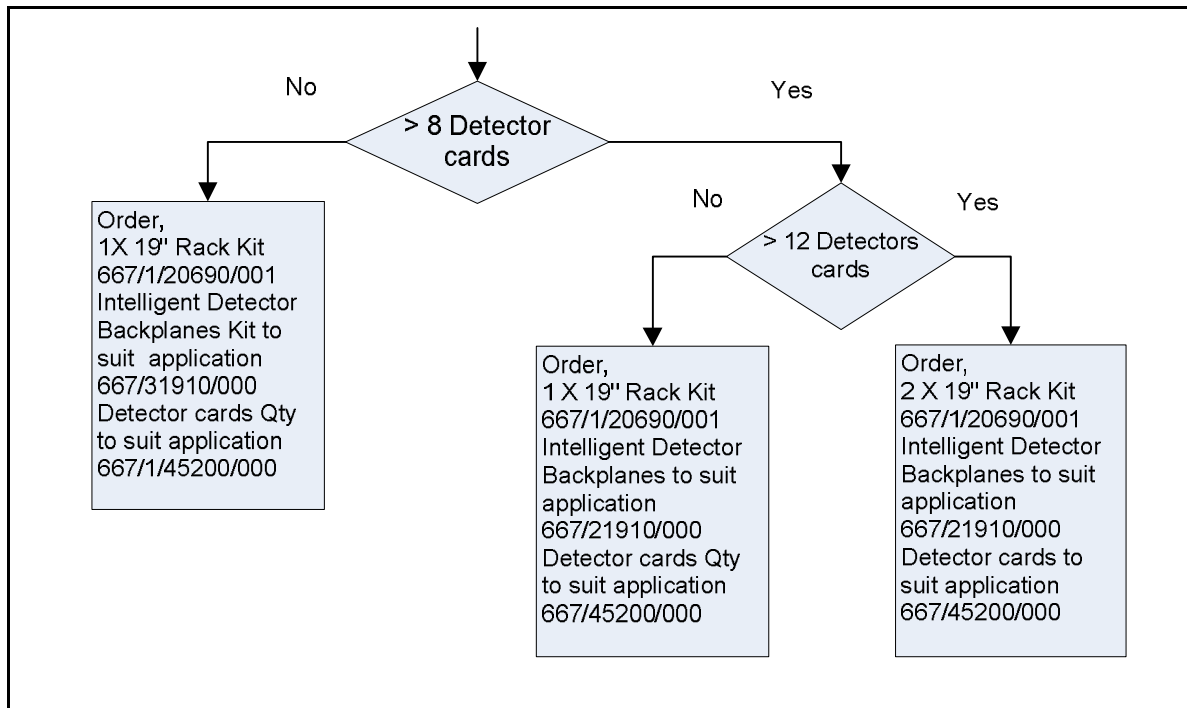 No
Yes
> 8 Detector
cards
No
Yes
> 12 Detectors
cards
Order,
1X 19" Rack Kit
667/1/20690/001
Intelligent Detector
Backplanes Kit to
suit application
667/31910/000
Detector cards Qty
to suit application
667/1/45200/000
Order,
1 X 19" Rack Kit
667/1/20690/001
Intelligent Detector
Backplanes to suit
application
667/21910/000
Detector cards Qty
to suit application
667/45200/000
Order,
2 X 19" Rack Kit
667/1/20690/001
Intelligent Detector
Backplanes to suit
application
667/21910/000
Detector cards to
suit application
667/45200/000